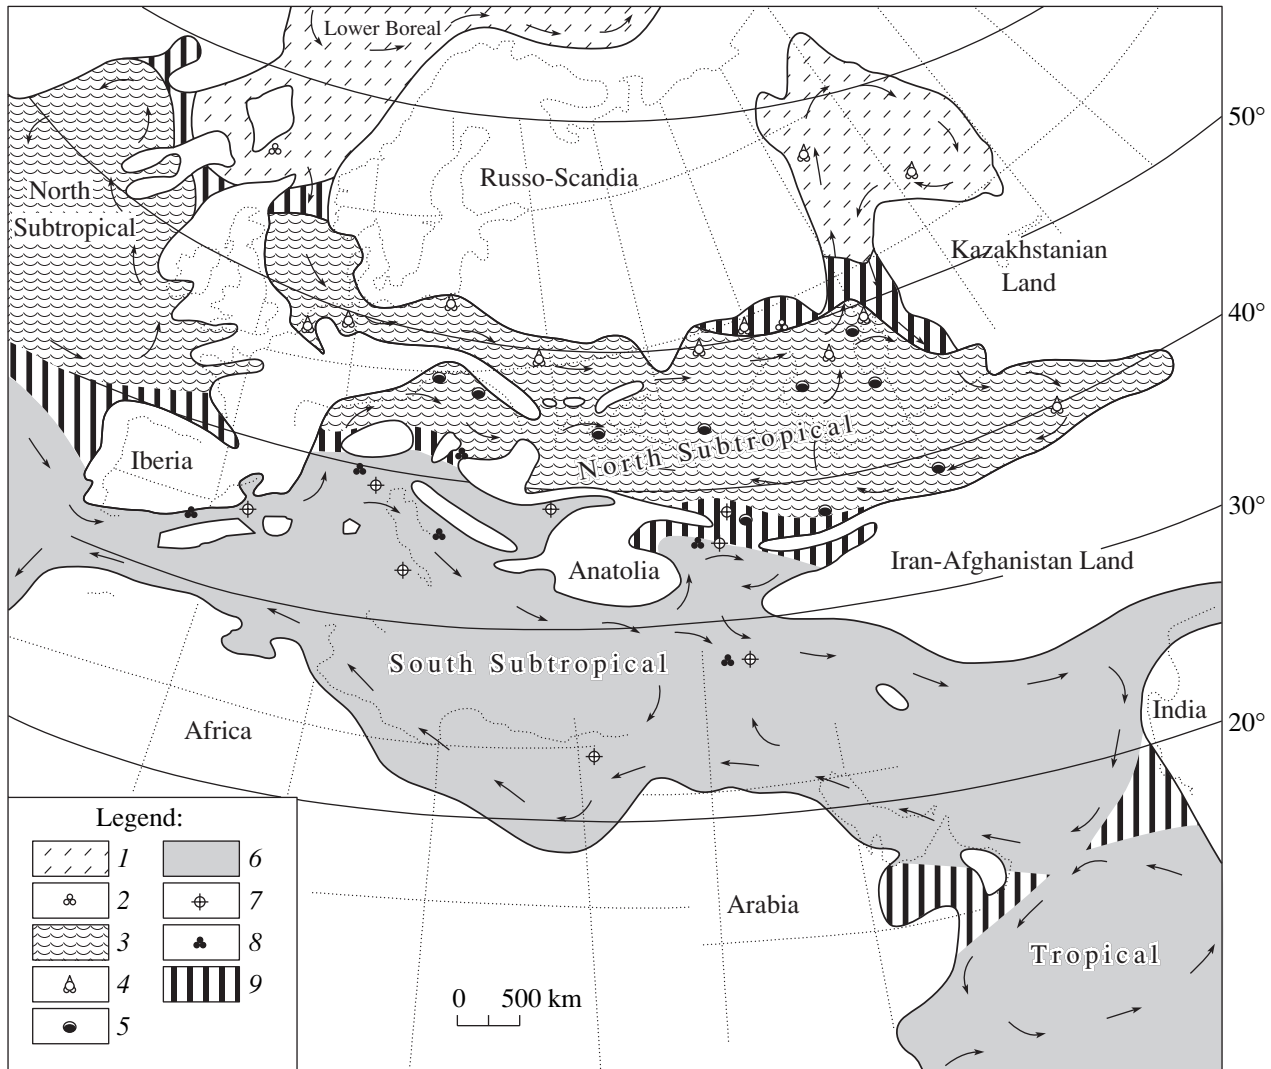 Lower Boreal
50°
Russo-Scandia
North
Subtropical
Kazakhstanian
Land
40°
North Subtropical
Iberia
30°
Iran-Afghanistan Land
Anatolia
South Subtropical
India
20°
Africa
Legend:
1
6
2
7
3
8
4
9
5
Arabia
Tropical
0 500 km